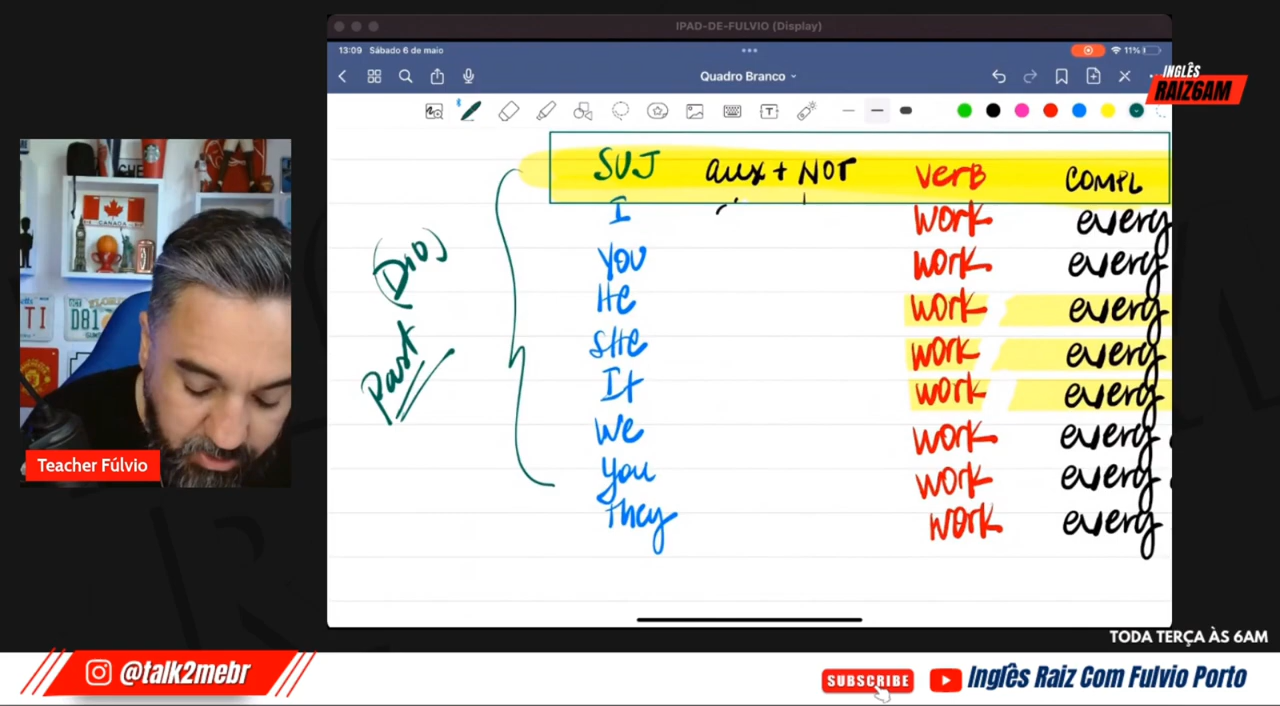 IPAD-DE-FULVIO (Display)
13:09 Sábado 6 de maio
11%
Quadro Branco
INGLÊS
RAIZ6AM
SUJ aux + NOT verB COMPL
I work every
You work every
He work every
SHe work every
It work every
We work every
You work every
They work every
(DID)
Past
CANADA
Teacher Fúlvio
TODA TERÇA ÀS 6AM
@talk2mebr
SUBSCRIBE
Inglês Raiz Com Fulvio Porto